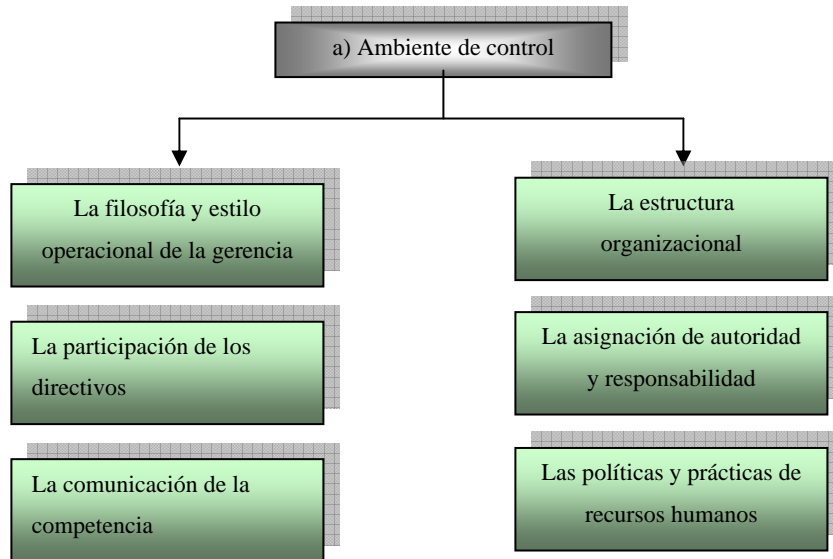 a) Ambiente de control
La filosofía y estilo
operacional de la gerencia
La participación de los
directivos
La comunicación de la
competencia
La estructura
organizacional
La asignación de autoridad
y responsabilidad
Las políticas y prácticas de
recursos humanos